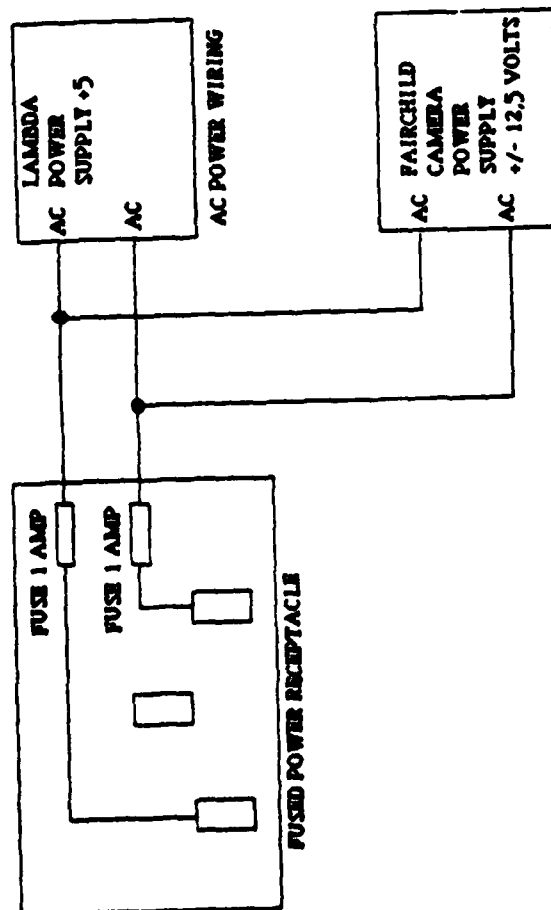 LAMBDA
POWER
SUPPLY +5
AC
AC
AC POWER WIRING
FAIRCHILD
CAMERA
POWER
SUPPLY
+/- 12.5 VOLTS
AC
AC
FUSE 1 AMP
FUSE 1 AMP
FUSED POWER RECEPTACLE